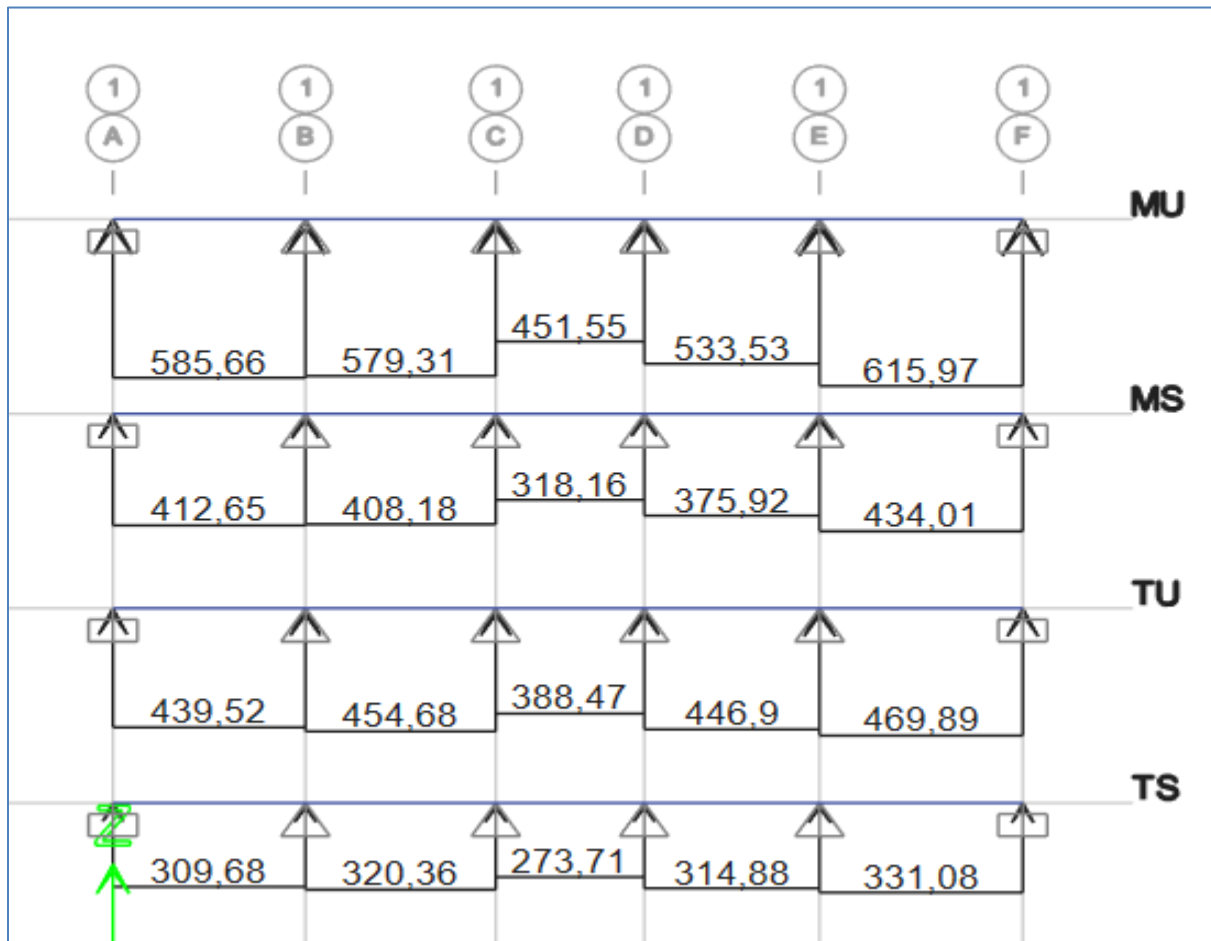 1 1 1 1 1 1
A B C D E F
MU
585,66 579,31 451,55 533,53 615,97
MS
412,65 408,18 318,16 375,92 434,01
TU
439,52 454,68 388,47 446,9 469,89
TS
Z
309,68 320,36 273,71 314,88 331,08